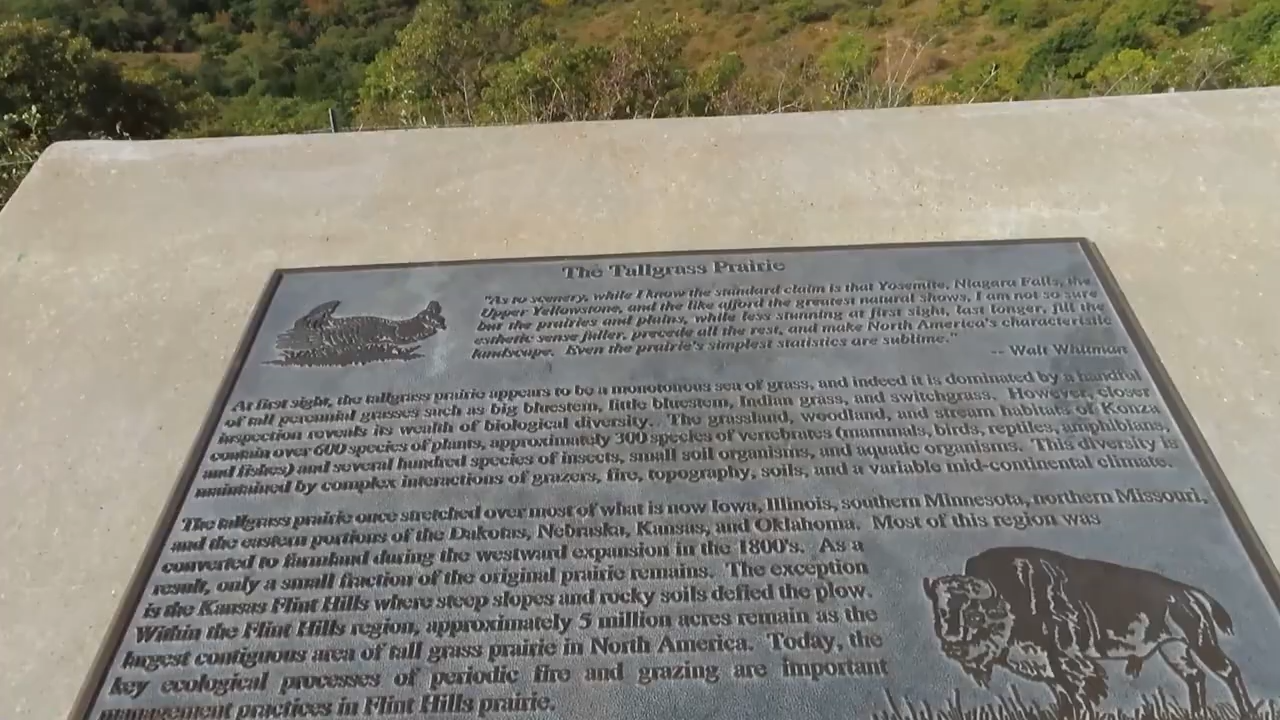 The Tallgrass Prairie
"As to scenery, while I know the standard claim is that Yosemite, Niagara Falls, the
Upper Yellowstone, and the like afford the greatest natural shows, I am not so sure
but the prairies and plains, while less stunning at first sight, last longer, fill the
esthetic sense fuller, precede all the rest, and make North America's characteristic
landscape. Even the prairie's simplest statistics are sublime."
-- Walt Whitman
At first sight, the tallgrass prairie appears to be a monotonous sea of grass, and indeed it is dominated by a handful
of tall perennial grasses such as big bluestem, little bluestem, Indian grass, and switchgrass. However, closer
inspection reveals its wealth of biological diversity. The grassland, woodland, and stream habitats of Konza
contain over 600 species of plants, approximately 300 species of vertebrates (mammals, birds, reptiles, amphibians,
and fishes) and several hundred species of insects, small soil organisms, and aquatic organisms. This diversity is
maintained by complex interactions of grazers, fire, topography, soils, and a variable mid-continental climate.
The tallgrass prairie once stretched over most of what is now Iowa, Illinois, southern Minnesota, northern Missouri,
and the eastern portions of the Dakotas, Nebraska, Kansas, and Oklahoma. Most of this region was
converted to farmland during the westward expansion in the 1800's. As a
result, only a small fraction of the original prairie remains. The exception
is the Kansas Flint Hills where steep slopes and rocky soils defied the plow.
Within the Flint Hills region, approximately 5 million acres remain as the
largest contiguous area of tall grass prairie in North America. Today, the
key ecological processes of periodic fire and grazing are important
management practices in Flint Hills prairie.